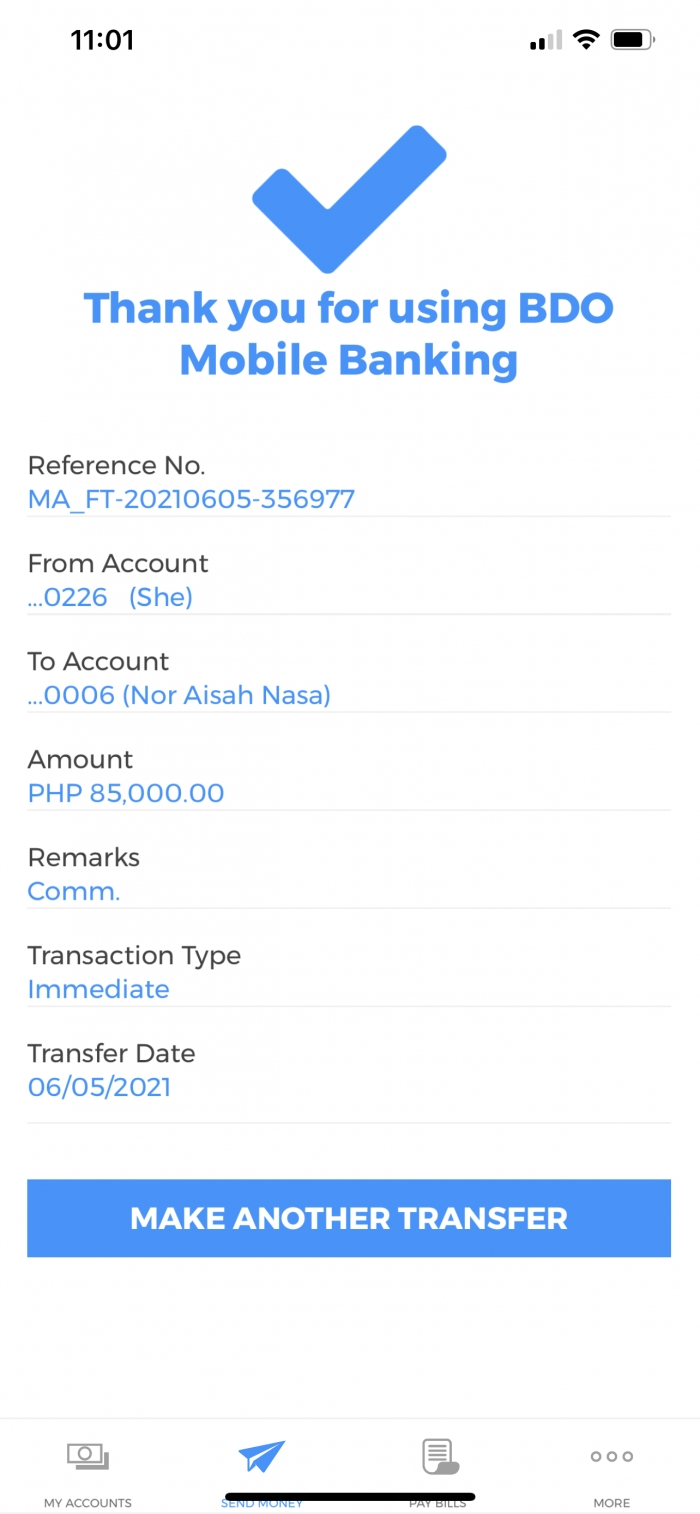 11:01
Thank you for using BDO
Mobile Banking
Reference No.
MA_FT-20210605-356977
From Account
...0226 (She)
To Account
...0006 (Nor Aisah Nasa)
Amount
PHP 85,000.00
Remarks
Comm.
Transaction Type
Immediate
Transfer Date
06/05/2021
MAKE ANOTHER TRANSFER
MY ACCOUNTS SEND MONEY PAY BILLS MORE